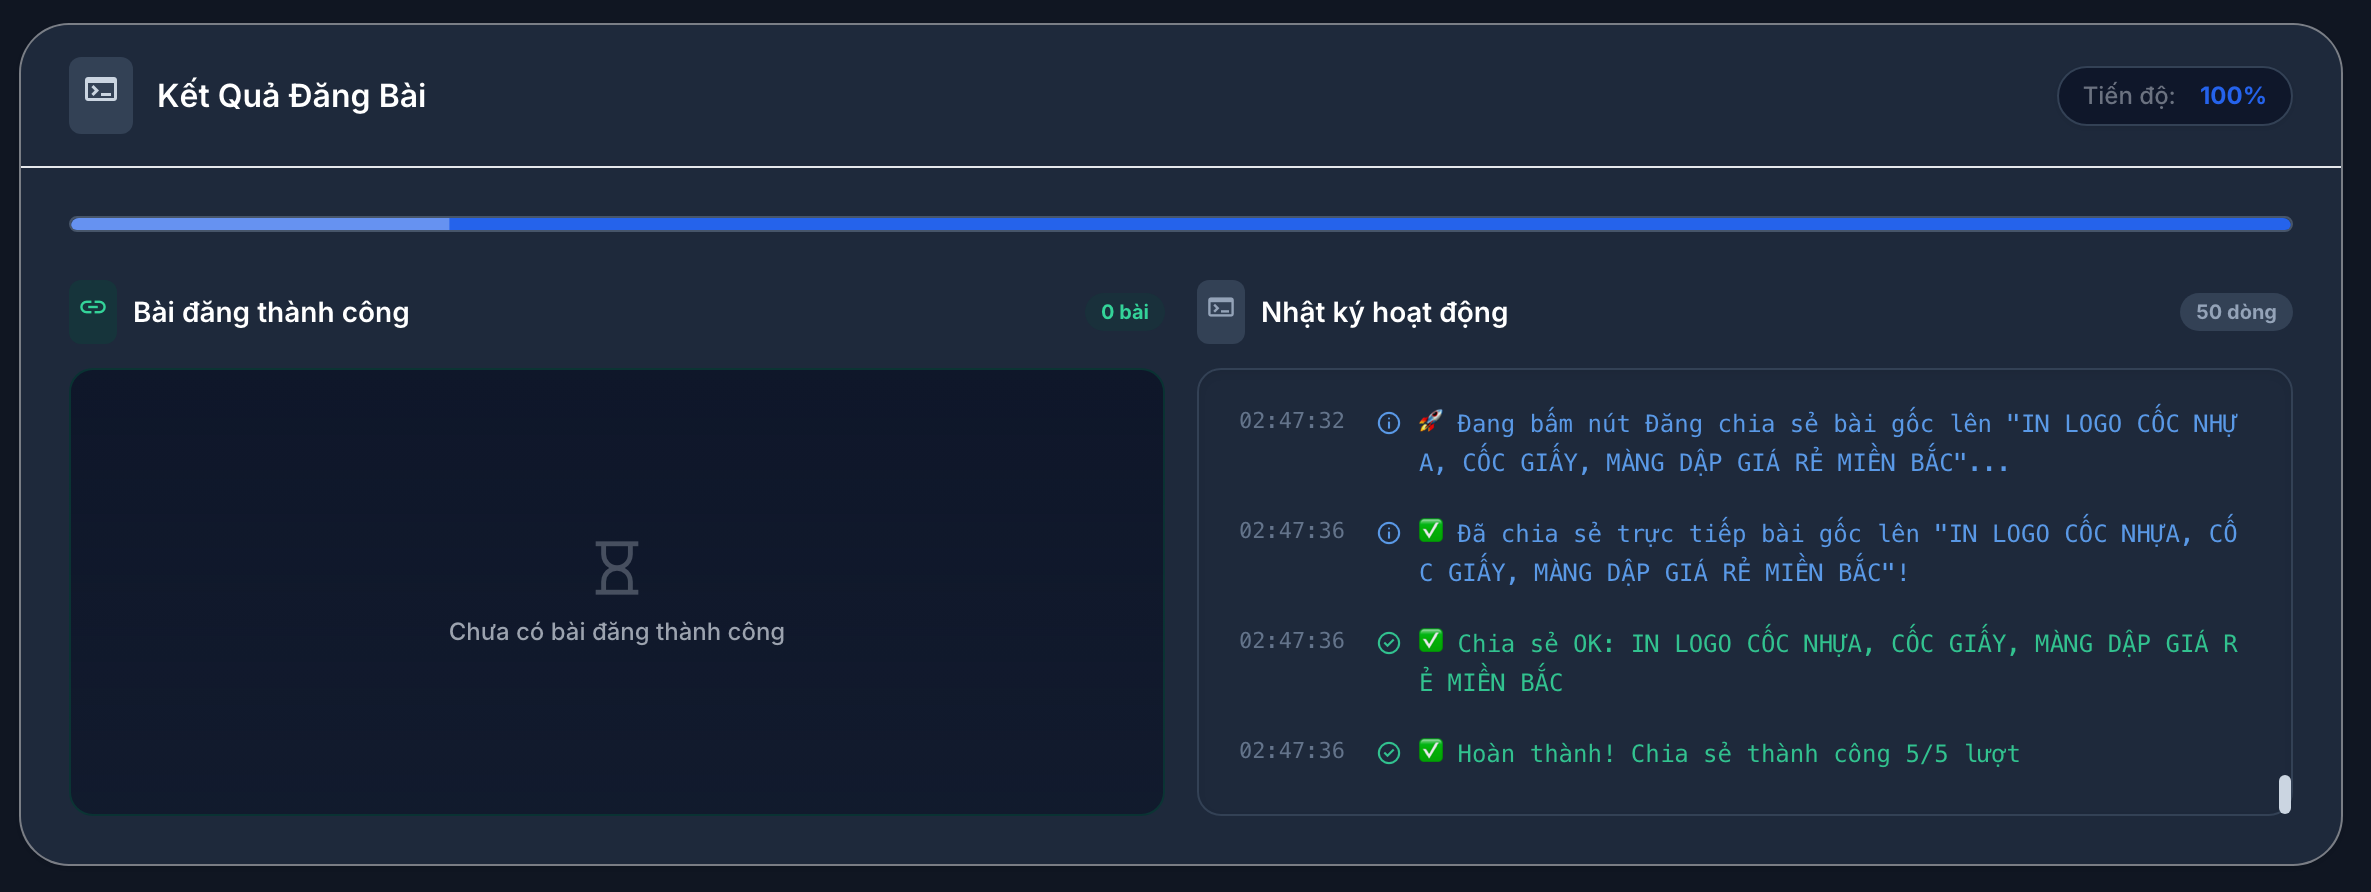 Kết Quả Đăng Bài
Tiến độ: 100%
Bài đăng thành công
0 bài
Chưa có bài đăng thành công
Nhật ký hoạt động
50 dòng
02:47:32 🚀 Đang bấm nút Đăng chia sẻ bài gốc lên "IN LOGO CỐC NHỰ
A, CỐC GIẤY, MÀNG DẬP GIÁ RẺ MIỀN BẮC"...
02:47:36 ✅ Đã chia sẻ trực tiếp bài gốc lên "IN LOGO CỐC NHỰA, CỐ
C GIẤY, MÀNG DẬP GIÁ RẺ MIỀN BẮC"!
02:47:36 ✅ Chia sẻ OK: IN LOGO CỐC NHỰA, CỐC GIẤY, MÀNG DẬP GIÁ R
Ẻ MIỀN BẮC
02:47:36 ✅ Hoàn thành! Chia sẻ thành công 5/5 lượt